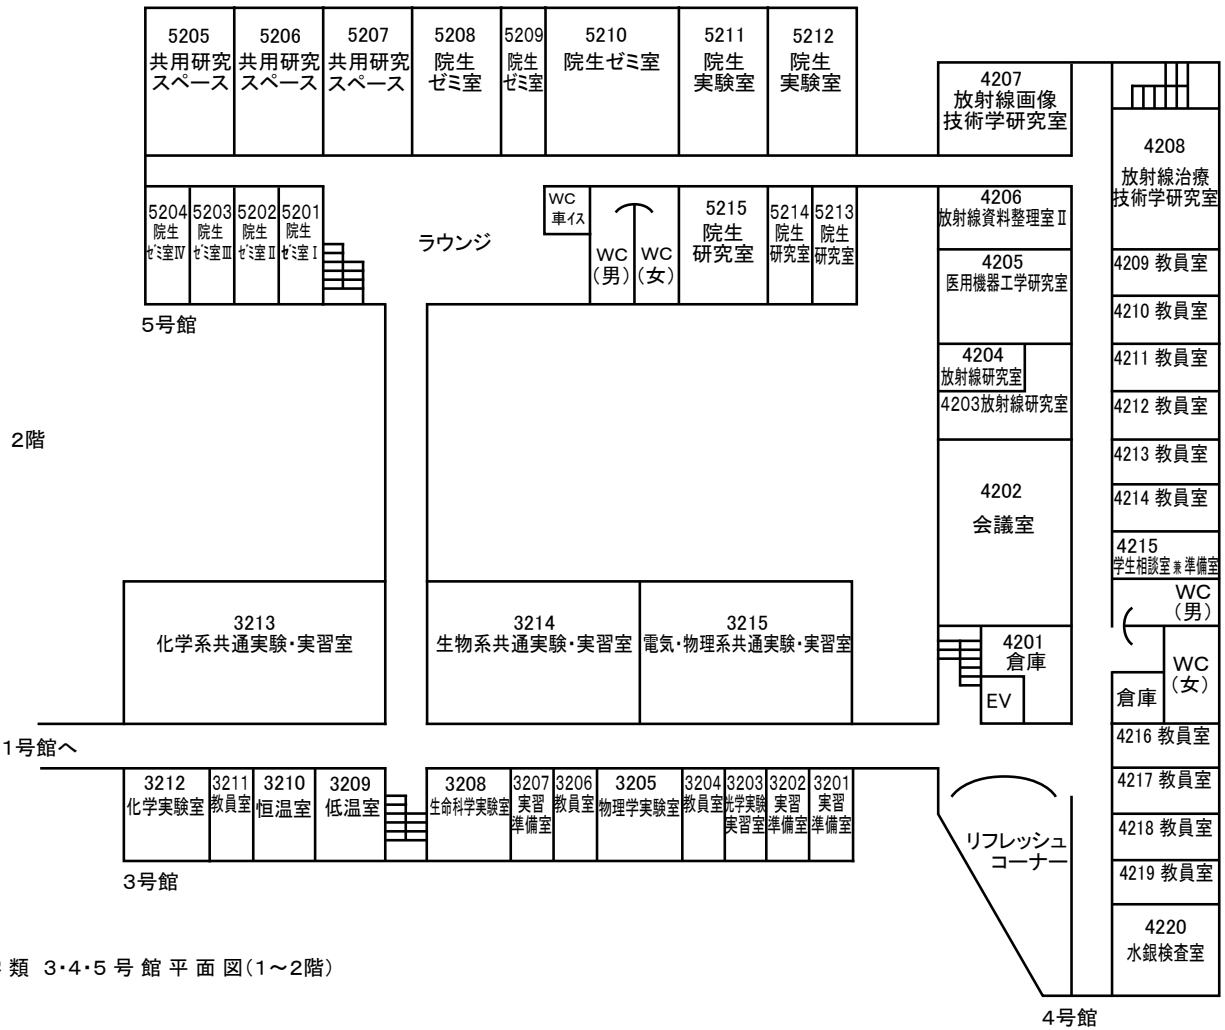 5205
共用研究
スペース
5206
共用研究
スペース
5207
共用研究
スペース
5208
院生
ゼミ室
5209
院生
ゼミ室
5210
院生ゼミ室
5211
院生
実験室
5212
院生
実験室
4207
放射線画像
技術学研究室
4208
放射線治療
技術学研究室
5204
院生
ゼミ室Ⅳ
5203
院生
ゼミ室Ⅲ
5202
院生
ゼミ室Ⅱ
5201
院生
ゼミ室Ⅰ
ラウンジ
WC
車イス
WC
(男)
WC
(女)
5215
院生
研究室
5214
院生
研究室
5213
院生
研究室
4206
放射線資料整理室Ⅱ
4205
医用機器工学研究室
4204
放射線研究室
4203放射線研究室
4202
会議室
4209 教員室
4210 教員室
4211 教員室
4212 教員室
4213 教員室
4214 教員室
4215
学生相談室兼準備室
WC
(男)
WC
(女)
倉庫
4201
倉庫
EV
5号館
2階
3213
化学系共通実験・実習室
3214
生物系共通実験・実習室
3215
電気・物理系共通実験・実習室
1号館へ
3212
化学実験室
3211
教員室
3210
恒温室
3209
低温室
3208
生命科学実験室
3207
実習
準備室
3206
教員室
3205
物理学実験室
3204
教員室
3203
光学実験
実習室
3202
実習
準備室
3201
実習
準備室
3号館
リフレッシュ
コーナー
4216 教員室
4217 教員室
4218 教員室
4219 教員室
4220
水銀検査室
4号館
類 3・4・5 号 館 平 面 図(1～2階)